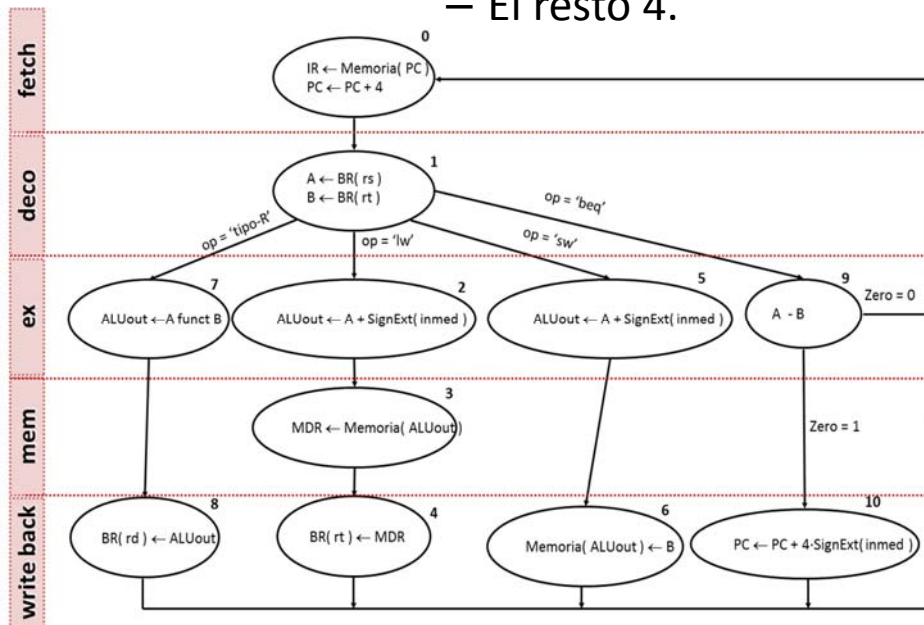 – El resto 4.
fetch
0
IR ← Memoria( PC )
PC ← PC + 4
deco
1
A ← BR( rs )
B ← BR( rt )
op = 'tipo-R'
op = 'lw'
op = 'sw'
op = 'beq'
ex
7
ALUout ←A funct B
2
ALUout ← A + SignExt( inmed )
5
ALUout ← A + SignExt( inmed )
9
A - B
Zero = 0
mem
3
MDR ← Memoria( ALUout )
Zero = 1
write back
8
BR( rd ) ← ALUout
4
BR( rt ) ← MDR
6
Memoria( ALUout ) ← B
10
PC ← PC + 4·SignExt( inmed )